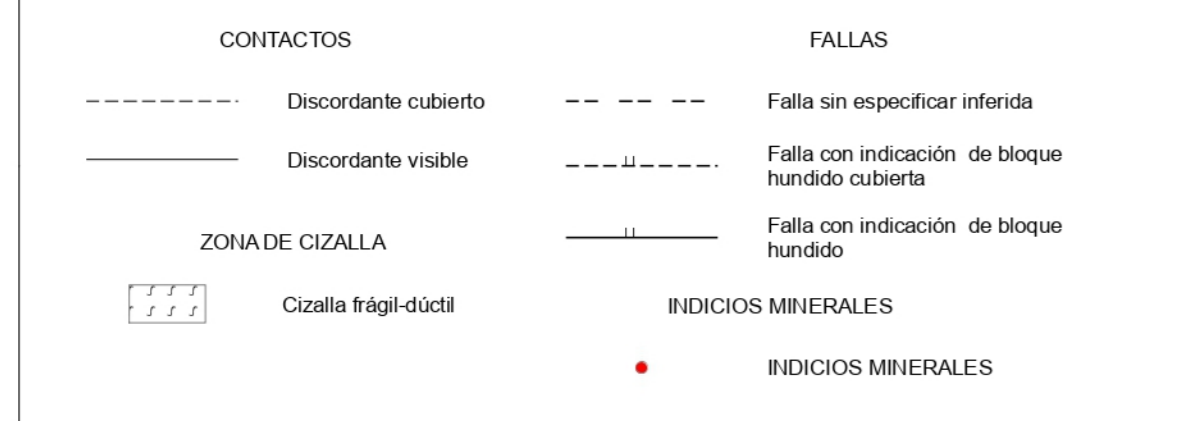 CONTACTOS
Discordante cubierto
Discordante visible
ZONA DE CIZALLA
Cizalla frágil-dúctil
FALLAS
Falla sin especificar inferida
Falla con indicación de bloque
hundido cubierta
Falla con indicación de bloque
hundido
INDICIOS MINERALES
INDICIOS MINERALES